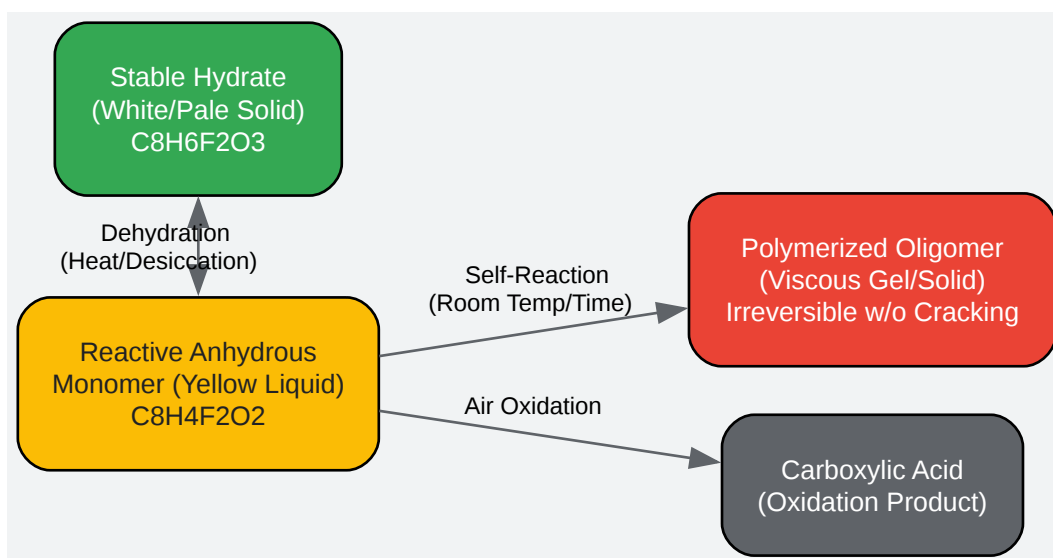 Stable Hydrate
(White/Pale Solid)
C8H6F2O3
Dehydration
(Heat/Desiccation)
Self-Reaction
(Room Temp/Time)
Polymerized Oligomer
(Viscous Gel/Solid)
Irreversible w/o Cracking
Reactive Anhydrous
Monomer (Yellow Liquid)
C8H4F2O2
Air Oxidation
Carboxylic Acid
(Oxidation Product)